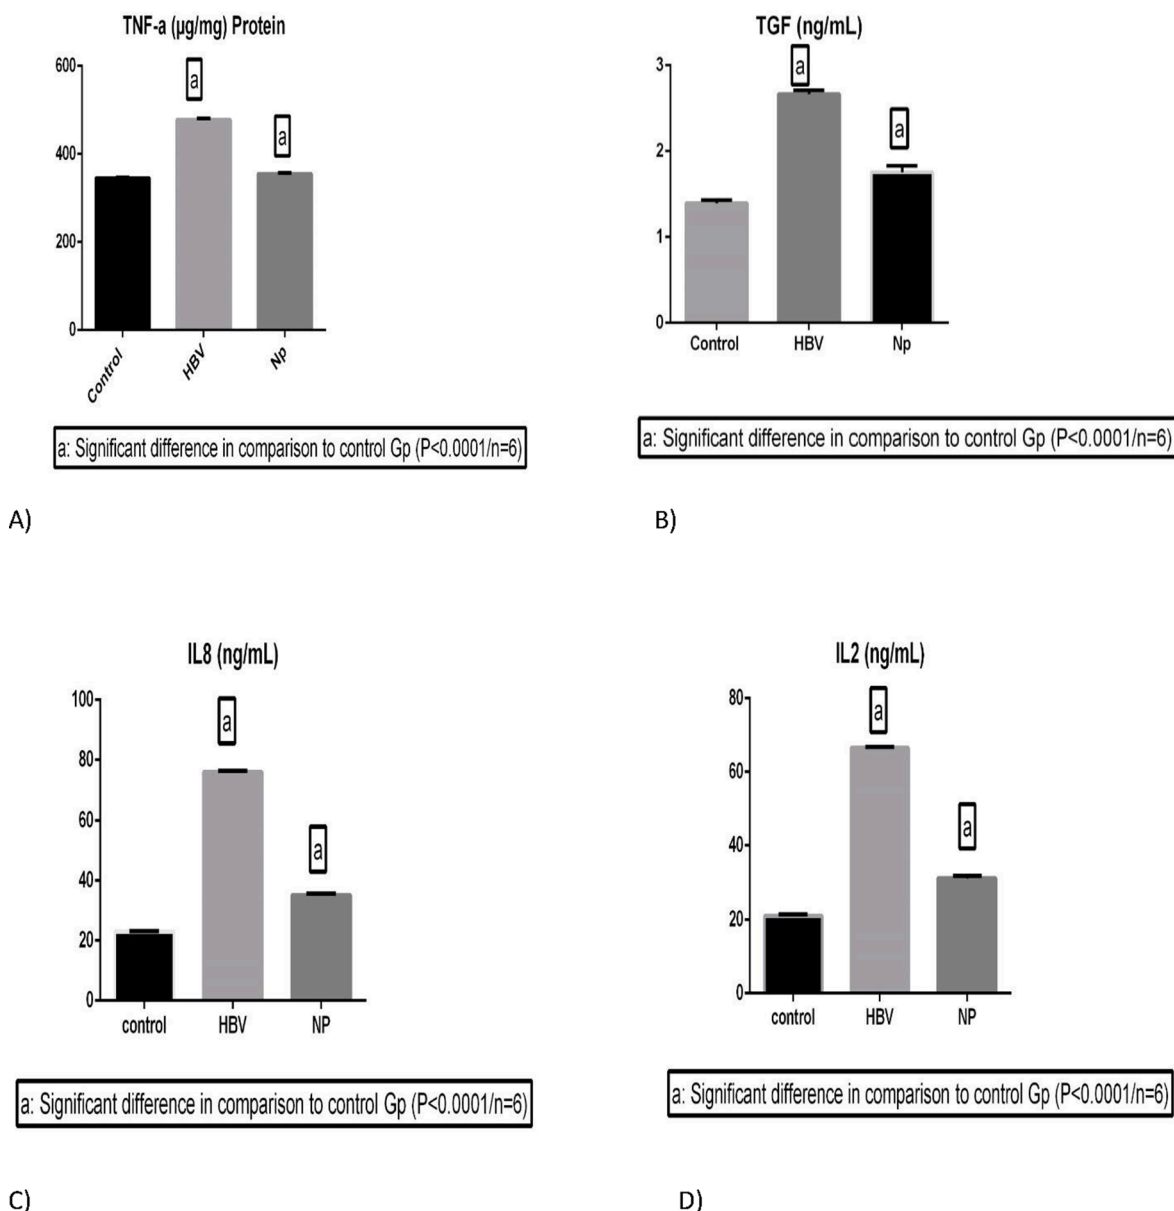 TNF-a (µg/mg) Protein
600
400
200
0
a
a
Control
HBV
Np
a: Significant difference in comparison to control Gp (P<0.0001/n=6)
A)
TGF (ng/mL)
3
2
1
0
a
a
Control
HBV
Np
a: Significant difference in comparison to control Gp (P<0.0001/n=6)
B)
IL8 (ng/mL)
100
80
60
40
20
0
a
a
control
HBV
NP
a: Significant difference in comparison to control Gp (P<0.0001/n=6)
C)
IL2 (ng/mL)
80
60
40
20
0
a
a
control
HBV
NP
a: Significant difference in comparison to control Gp (P<0.0001/n=6)
D)